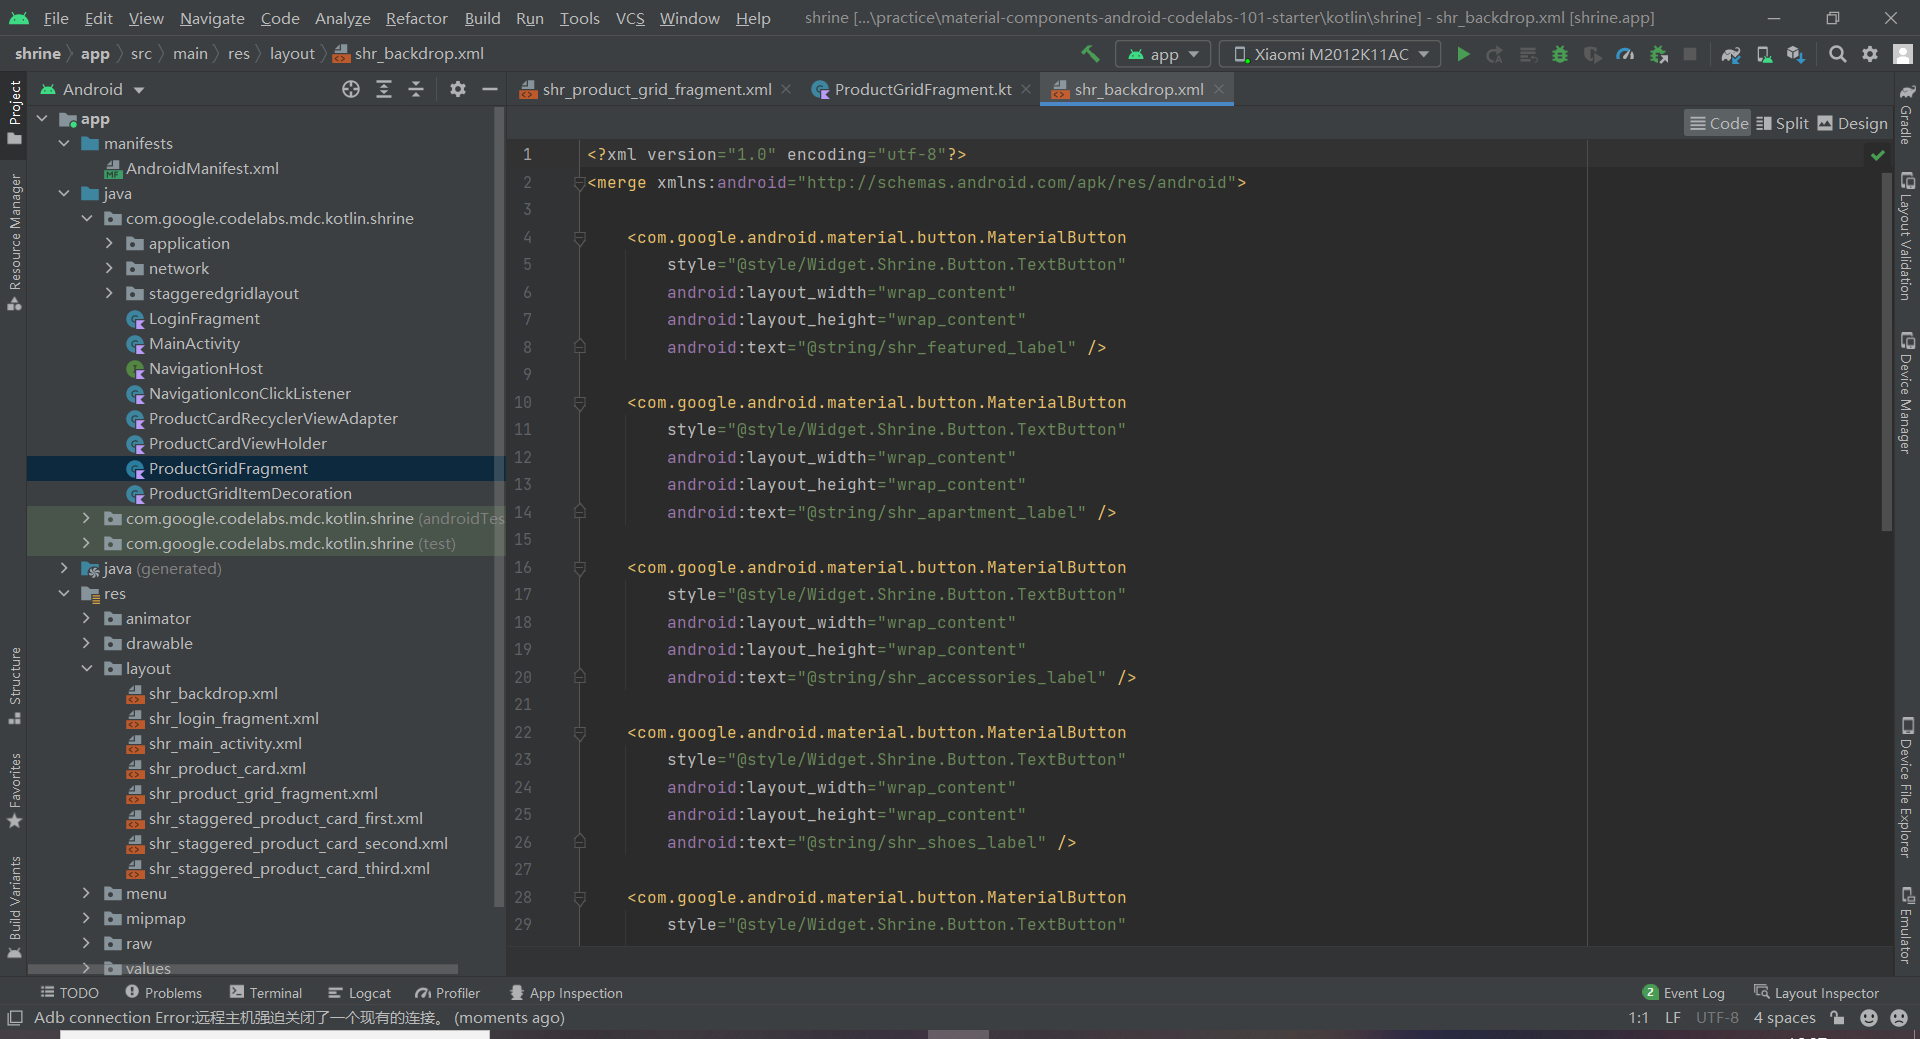 File Edit View Navigate Code Analyze Refactor Build Run Tools VCS Window Help shrine [...\practice\material-components-android-codelabs-101-starter\kotlin\shrine] - shr_backdrop.xml [shrine.app]
shrine app src main res layout shr_backdrop.xml app Xiaomi M2012K11AC
Android shr_product_grid_fragment.xml ProductGridFragment.kt shr_backdrop.xml
Code Split Design
Project
Resource Manager
Structure
Favorites
Build Variants
app
manifests
AndroidManifest.xml
MF
java
com.google.codelabs.mdc.kotlin.shrine
application
network
staggeredgridlayout
LoginFragment
MainActivity
NavigationHost
NavigationIconClickListener
ProductCardRecyclerViewAdapter
ProductCardViewHolder
ProductGridFragment
ProductGridItemDecoration
com.google.codelabs.mdc.kotlin.shrine (androidTes
com.google.codelabs.mdc.kotlin.shrine (test)
java (generated)
res
animator
drawable
layout
shr_backdrop.xml
shr_login_fragment.xml
shr_main_activity.xml
shr_product_card.xml
shr_product_grid_fragment.xml
shr_staggered_product_card_first.xml
shr_staggered_product_card_second.xml
shr_staggered_product_card_third.xml
menu
mipmap
raw
values
1 <?xml version="1.0" encoding="utf-8"?>
2 <merge xmlns:android="http://schemas.android.com/apk/res/android">
3
4 <com.google.android.material.button.MaterialButton
5 style="@style/Widget.Shrine.Button.TextButton"
6 android:layout_width="wrap_content"
7 android:layout_height="wrap_content"
8 android:text="@string/shr_featured_label" />
9
10 <com.google.android.material.button.MaterialButton
11 style="@style/Widget.Shrine.Button.TextButton"
12 android:layout_width="wrap_content"
13 android:layout_height="wrap_content"
14 android:text="@string/shr_apartment_label" />
15
16 <com.google.android.material.button.MaterialButton
17 style="@style/Widget.Shrine.Button.TextButton"
18 android:layout_width="wrap_content"
19 android:layout_height="wrap_content"
20 android:text="@string/shr_accessories_label" />
21
22 <com.google.android.material.button.MaterialButton
23 style="@style/Widget.Shrine.Button.TextButton"
24 android:layout_width="wrap_content"
25 android:layout_height="wrap_content"
26 android:text="@string/shr_shoes_label" />
27
28 <com.google.android.material.button.MaterialButton
29 style="@style/Widget.Shrine.Button.TextButton"
Gradle
Layout Validation
Device Manager
Device File Explorer
Emulator
TODO Problems Terminal Logcat Profiler App Inspection 2 Event Log Layout Inspector
Adb connection Error:远程主机强迫关闭了一个现有的连接。 (moments ago) 1:1 LF UTF-8 4 spaces